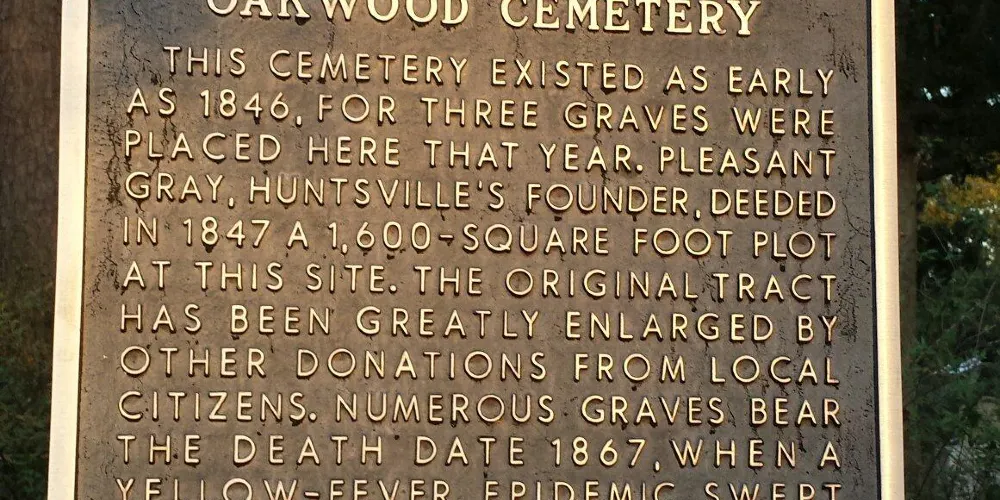 OAKWOOD CEMETERY
THIS CEMETERY EXISTED AS EARLY
AS 1846, FOR THREE GRAVES WERE
PLACED HERE THAT YEAR. PLEASANT
GRAY, HUNTSVILLE'S FOUNDER, DEEDED
IN 1847 A 1,600-SQUARE FOOT PLOT
AT THIS SITE. THE ORIGINAL TRACT
HAS BEEN GREATLY ENLARGED BY
OTHER DONATIONS FROM LOCAL
CITIZENS. NUMEROUS GRAVES BEAR
THE DEATH DATE 1867, WHEN A
YELLOW-FEVER EPIDEMIC SWEPT